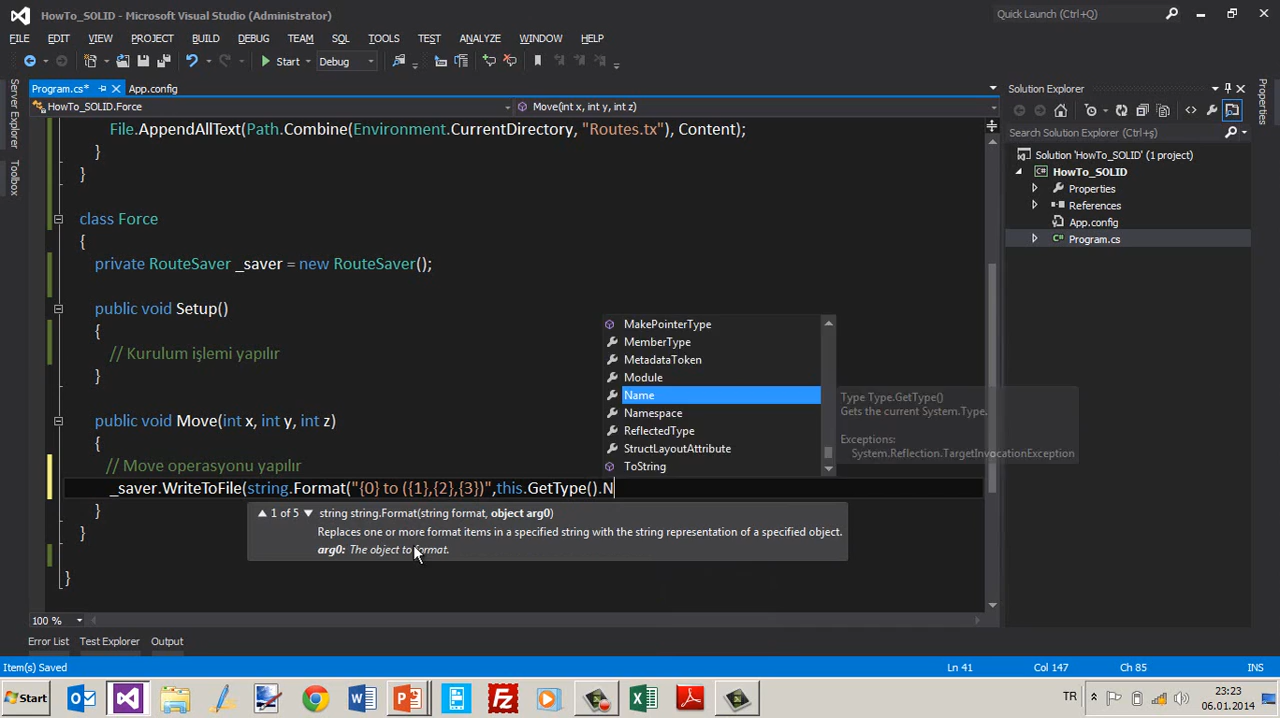 HowTo_SOLID - Microsoft Visual Studio (Administrator)
Quick Launch (Ctrl+Q)
FILE EDIT VIEW PROJECT BUILD DEBUG TEAM SQL TOOLS TEST ANALYZE WINDOW HELP
Start Debug
Program.cs* App.config
HowTo_SOLID.Force
Move(int x, int y, int z)
Server Explorer
Toolbox
File.AppendAllText(Path.Combine(Environment.CurrentDirectory, "Routes.tx"), Content);
}
}
class Force
{
private RouteSaver _saver = new RouteSaver();
public void Setup()
{
// Kurulum işlemi yapılır
}
public void Move(int x, int y, int z)
{
// Move operasyonu yapılır
_saver.WriteToFile(string.Format("{0} to ({1},{2},{3})",this.GetType().N
}
}
}
MakePointerType
MemberType
MetadataToken
Module
Name
Namespace
ReflectedType
StructLayoutAttribute
ToString
Type Type.GetType()
Gets the current System.Type.
Exceptions:
System.Reflection.TargetInvocationException
1 of 5 string string.Format(string format, object arg0)
Replaces one or more format items in a specified string with the string representation of a specified object.
arg0: The object to format.
Solution Explorer
Search Solution Explorer (Ctrl+ş)
Solution 'HowTo_SOLID' (1 project)
HowTo_SOLID
Properties
References
App.config
Program.cs
Properties
100 %
Error List Test Explorer Output
Item(s) Saved Ln 41 Col 147 Ch 85 INS
Start
TR
23:23
06.01.2014